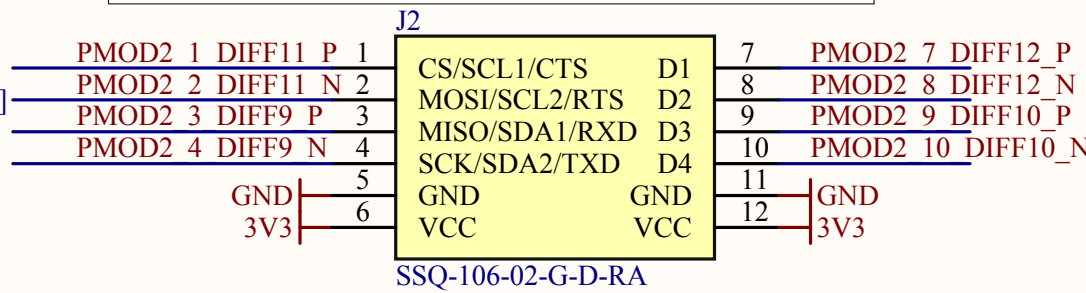 J2
PMOD2_1_DIFF11_P 1 CS/SCL1/CTS D1 7 PMOD2_7_DIFF12_P
PMOD2_2_DIFF11_N 2 MOSI/SCL2/RTS D2 8 PMOD2_8_DIFF12_N
]
PMOD2_3_DIFF9_P 3 MISO/SDA1/RXD D3 9 PMOD2_9_DIFF10_P
PMOD2_4_DIFF9_N 4 SCK/SDA2/TXD D4 10 PMOD2_10_DIFF10_N
GND 5 GND GND 11 GND
3V3 6 VCC VCC 12 3V3
SSQ-106-02-G-D-RA